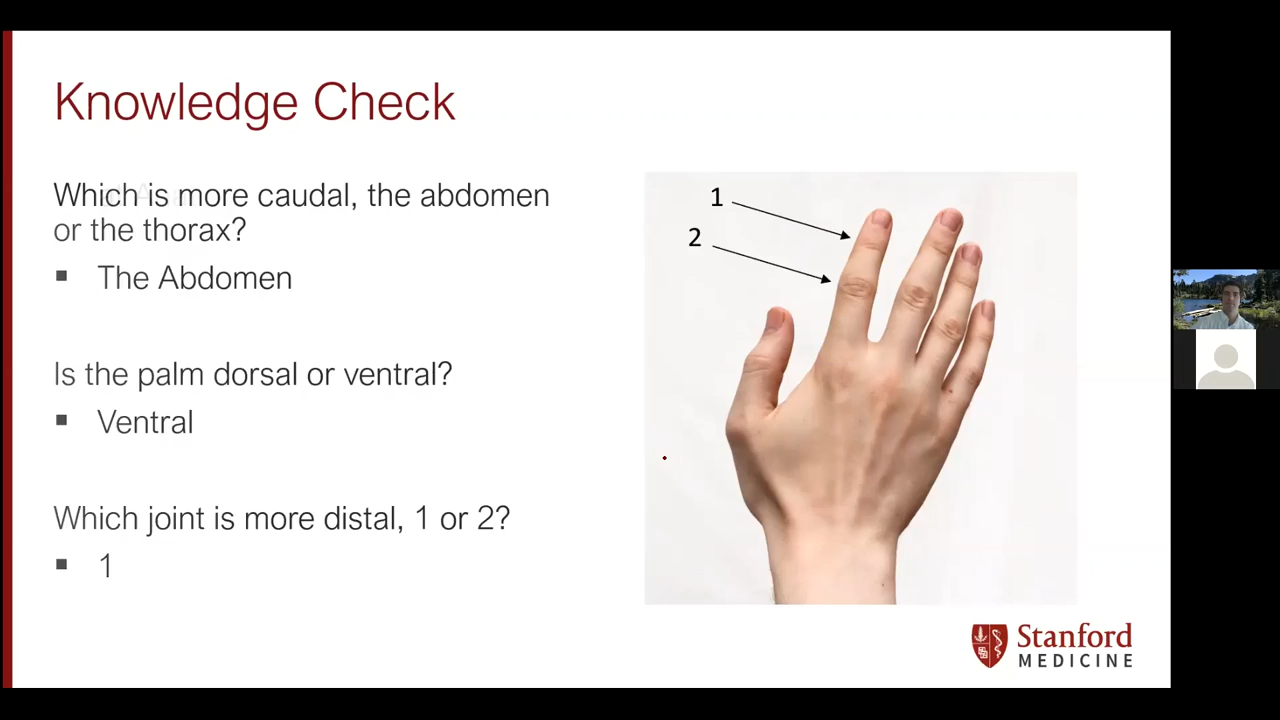 Knowledge Check
Which is more caudal, the abdomen
or the thorax?
▪ The Abdomen
Is the palm dorsal or ventral?
▪ Ventral
Which joint is more distal, 1 or 2?
▪ 1
1
2
Stanford
MEDICINE